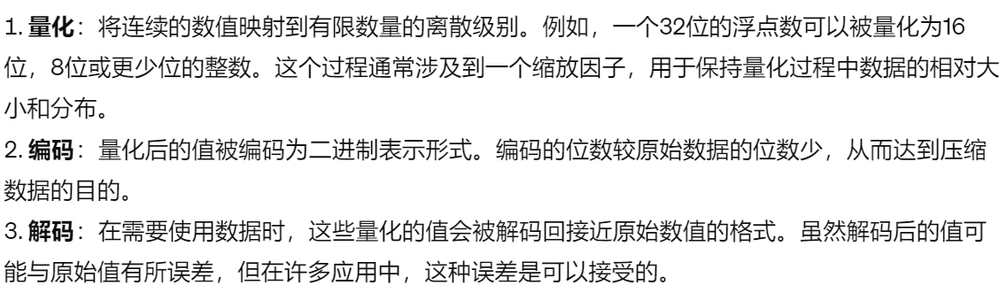 1. 量化：将连续的数值映射到有限数量的离散级别。例如，一个32位的浮点数可以被量化为16
位，8位或更少位的整数。这个过程通常涉及到一个缩放因子，用于保持量化过程中数据的相对大
小和分布。
2. 编码：量化后的值被编码为二进制表示形式。编码的位数较原始数据的位数少，从而达到压缩
数据的目的。
3. 解码：在需要使用数据时，这些量化的值会被解码回接近原始数值的格式。虽然解码后的值可
能与原始值有所误差，但在许多应用中，这种误差是可以接受的。